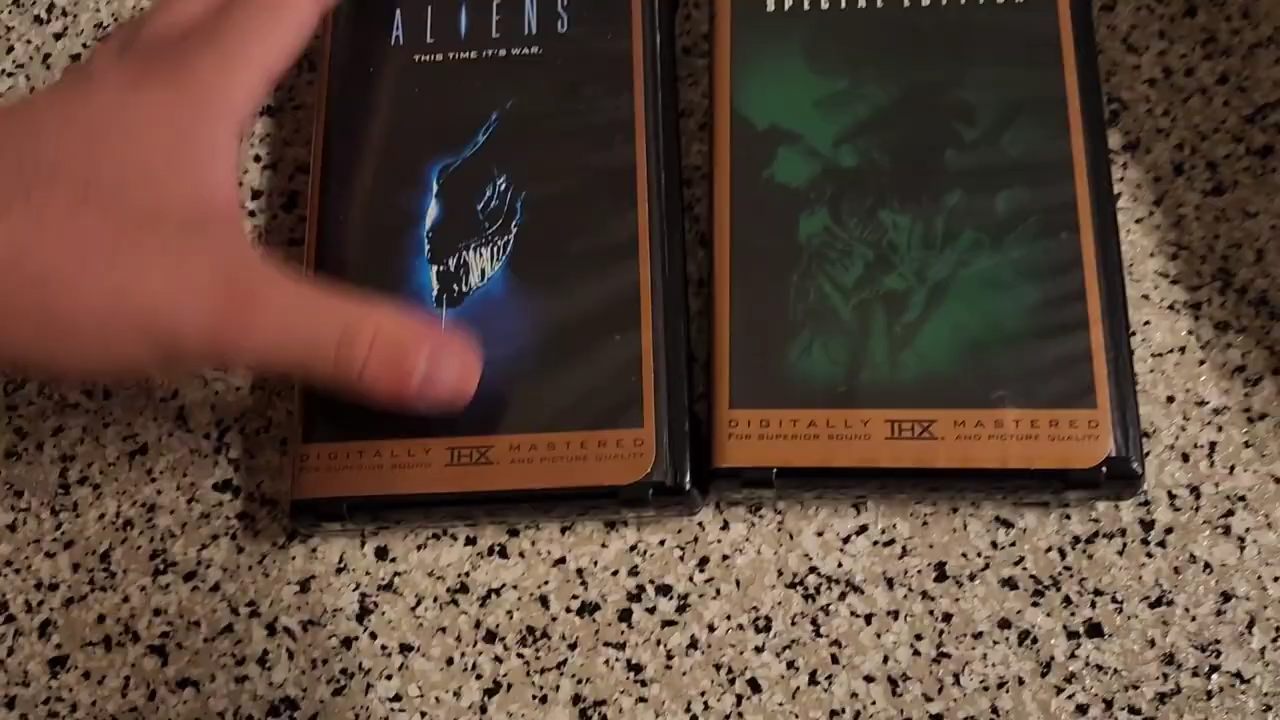 ALIENS
THIS TIME IT'S WAR.
DIGITALLY THX. MASTERED
FOR SUPERIOR SOUND AND PICTURE QUALITY
SPECIAL EDITION
DIGITALLY THX. MASTERED
FOR SUPERIOR SOUND AND PICTURE QUALITY